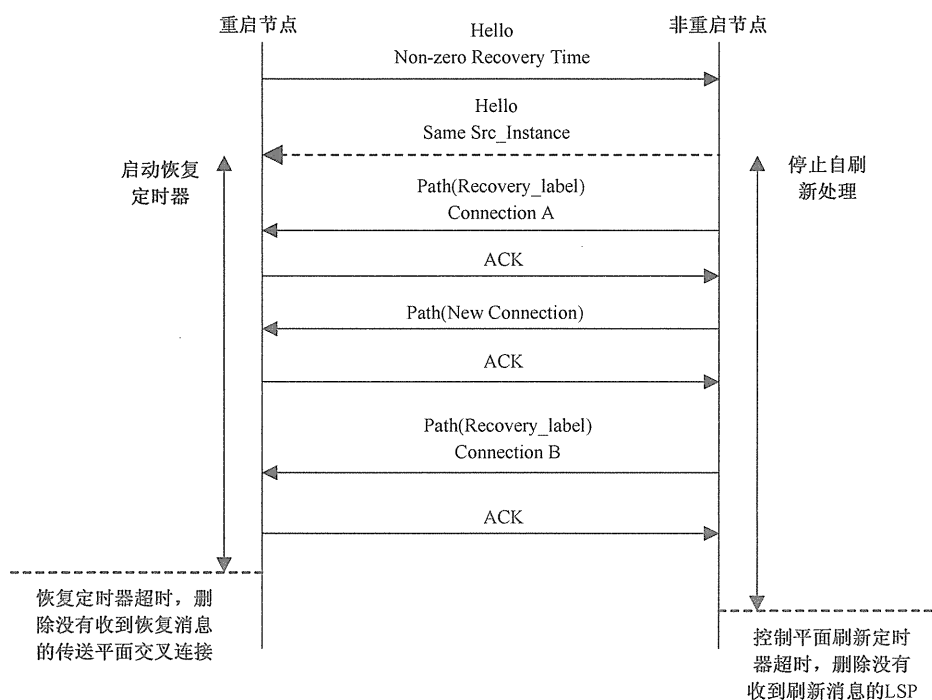 重启节点
非重启节点
Hello
Non-zero Recovery Time
Hello
Same Src_Instance
启动恢复
定时器
停止自刷
新处理
Path(Recovery_label)
Connection A
ACK
Path(New Connection)
ACK
Path(Recovery_label)
Connection B
ACK
恢复定时器超时，删
除没有收到恢复消息
的传送平面交叉连接
控制平面刷新定时
器超时，删除没有
收到刷新消息的LSP